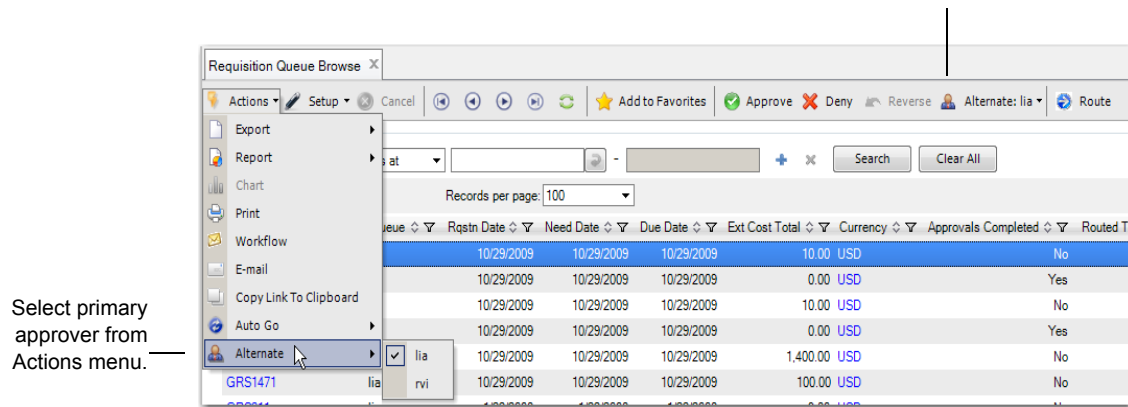 Requisition Queue Browse X
Actions Setup Cancel Add to Favorites Approve Deny Reverse Alternate: lia Route
Export
Report
Chart
Print
Workflow
E-mail
Copy Link To Clipboard
Auto Go
Alternate
lia
rvi
s at - Search Clear All
Records per page: 100
eue Rqstn Date Need Date Due Date Ext Cost Total Currency Approvals Completed Routed T
10/29/2009 10/29/2009 10/29/2009 10.00 USD No
10/29/2009 10/29/2009 10/29/2009 0.00 USD Yes
10/29/2009 10/29/2009 10/29/2009 10.00 USD No
10/29/2009 10/29/2009 10/29/2009 0.00 USD Yes
10/29/2009 10/29/2009 10/29/2009 1,400.00 USD No
GRS1471 lia 10/29/2009 10/29/2009 10/29/2009 100.00 USD No
Select primary
approver from
Actions menu.